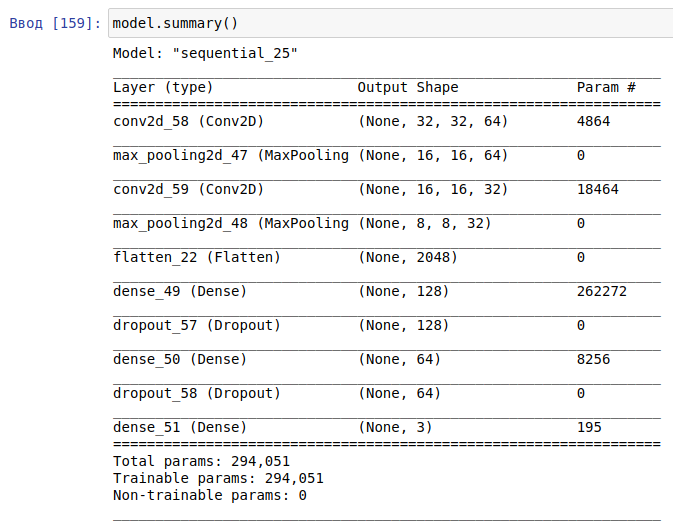 Ввод [159]: model.summary()
Model: "sequential_25"
_________________________________________________________________
Layer (type)                 Output Shape              Param #
=================================================================
conv2d_58 (Conv2D)           (None, 32, 32, 64)        4864
_________________________________________________________________
max_pooling2d_47 (MaxPooling (None, 16, 16, 64)        0
_________________________________________________________________
conv2d_59 (Conv2D)           (None, 16, 16, 32)        18464
_________________________________________________________________
max_pooling2d_48 (MaxPooling (None, 8, 8, 32)          0
_________________________________________________________________
flatten_22 (Flatten)         (None, 2048)              0
_________________________________________________________________
dense_49 (Dense)             (None, 128)               262272
_________________________________________________________________
dropout_57 (Dropout)         (None, 128)               0
_________________________________________________________________
dense_50 (Dense)             (None, 64)                8256
_________________________________________________________________
dropout_58 (Dropout)         (None, 64)                0
_________________________________________________________________
dense_51 (Dense)             (None, 3)                 195
=================================================================
Total params: 294,051
Trainable params: 294,051
Non-trainable params: 0
_________________________________________________________________